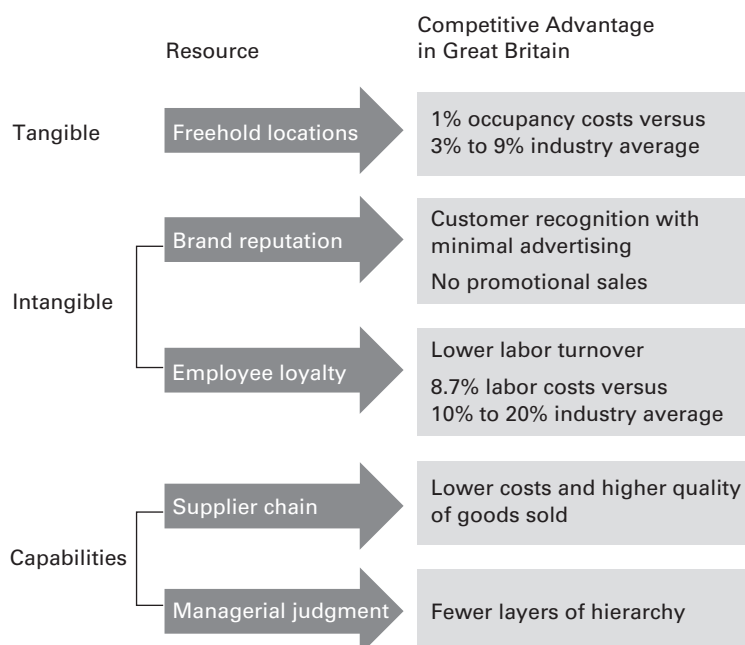 Resource
Competitive Advantage
in Great Britain
Tangible
Freehold locations
1% occupancy costs versus
3% to 9% industry average
Intangible
Brand reputation
Customer recognition with
minimal advertising
No promotional sales
Employee loyalty
Lower labor turnover
8.7% labor costs versus
10% to 20% industry average
Capabilities
Supplier chain
Lower costs and higher quality
of goods sold
Managerial judgment
Fewer layers of hierarchy